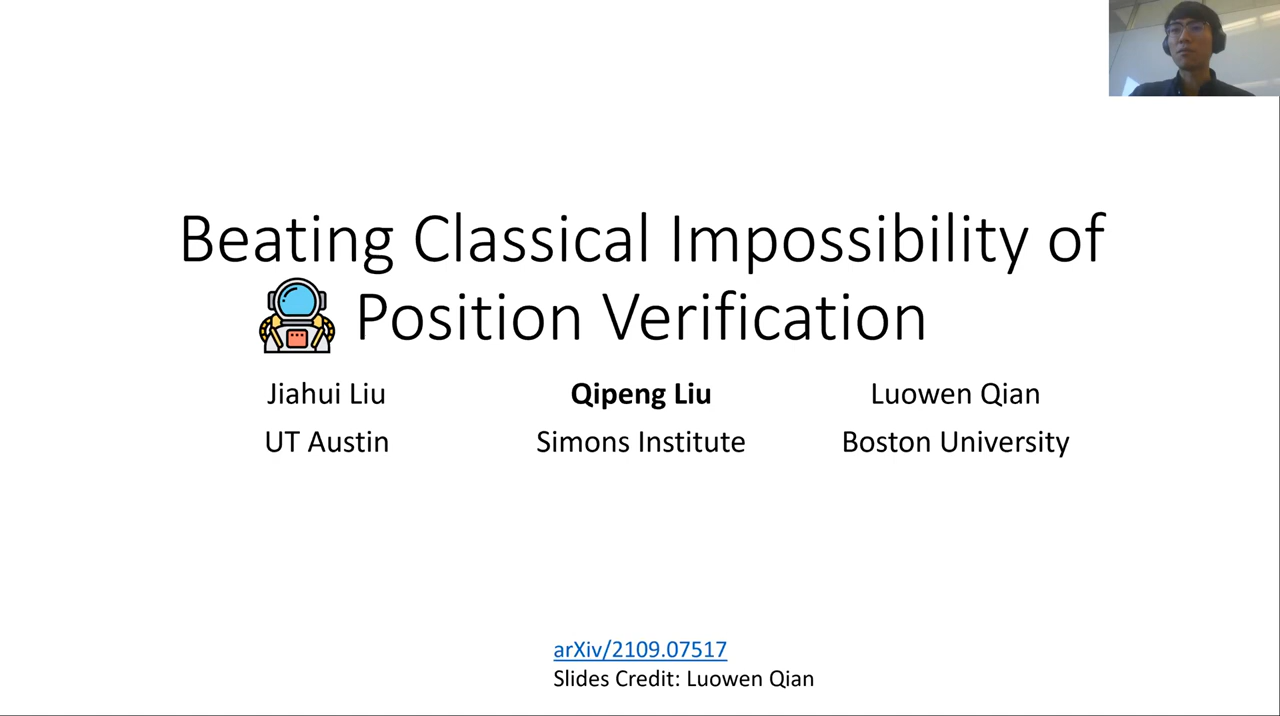 Beating Classical Impossibility of
Position Verification
Jiahui Liu Qipeng Liu Luowen Qian
UT Austin Simons Institute Boston University
arXiv/2109.07517
Slides Credit: Luowen Qian